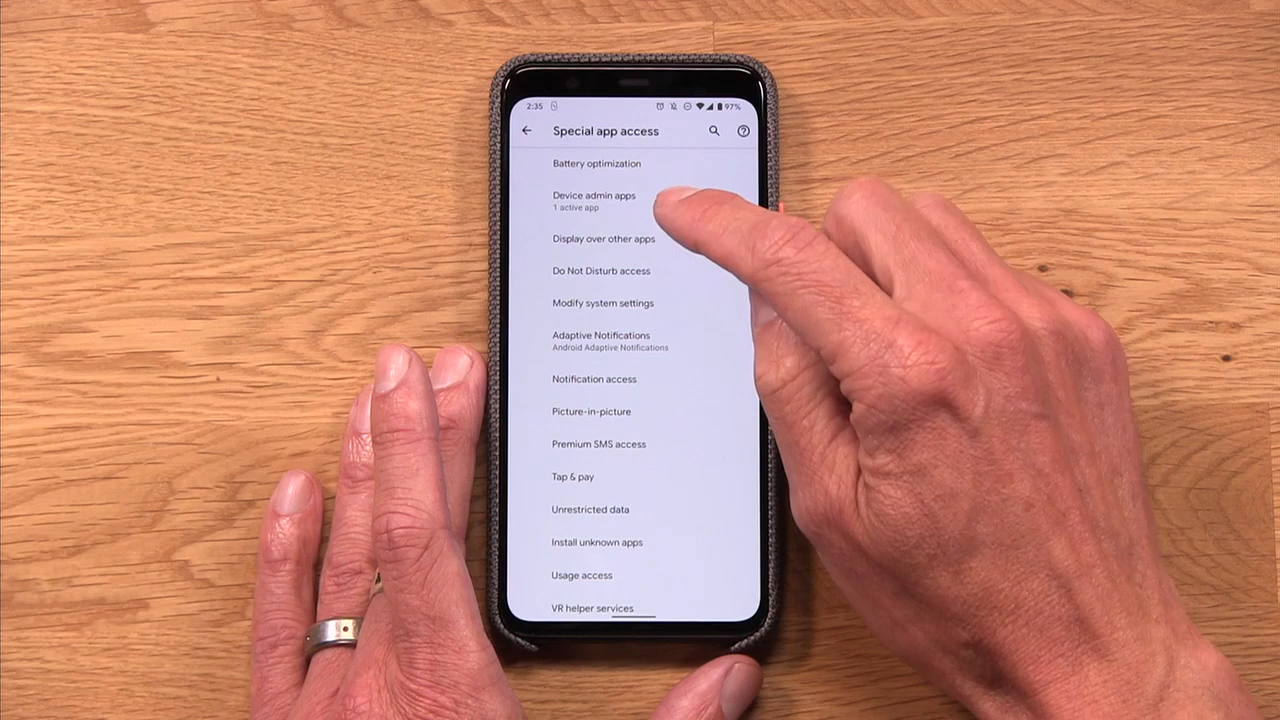 2:35 97%
Special app access
Battery optimization
Device admin apps
1 active app
Display over other apps
Do Not Disturb access
Modify system settings
Adaptive Notifications
Android Adaptive Notifications
Notification access
Picture-in-picture
Premium SMS access
Tap & pay
Unrestricted data
Install unknown apps
Usage access
VR helper services